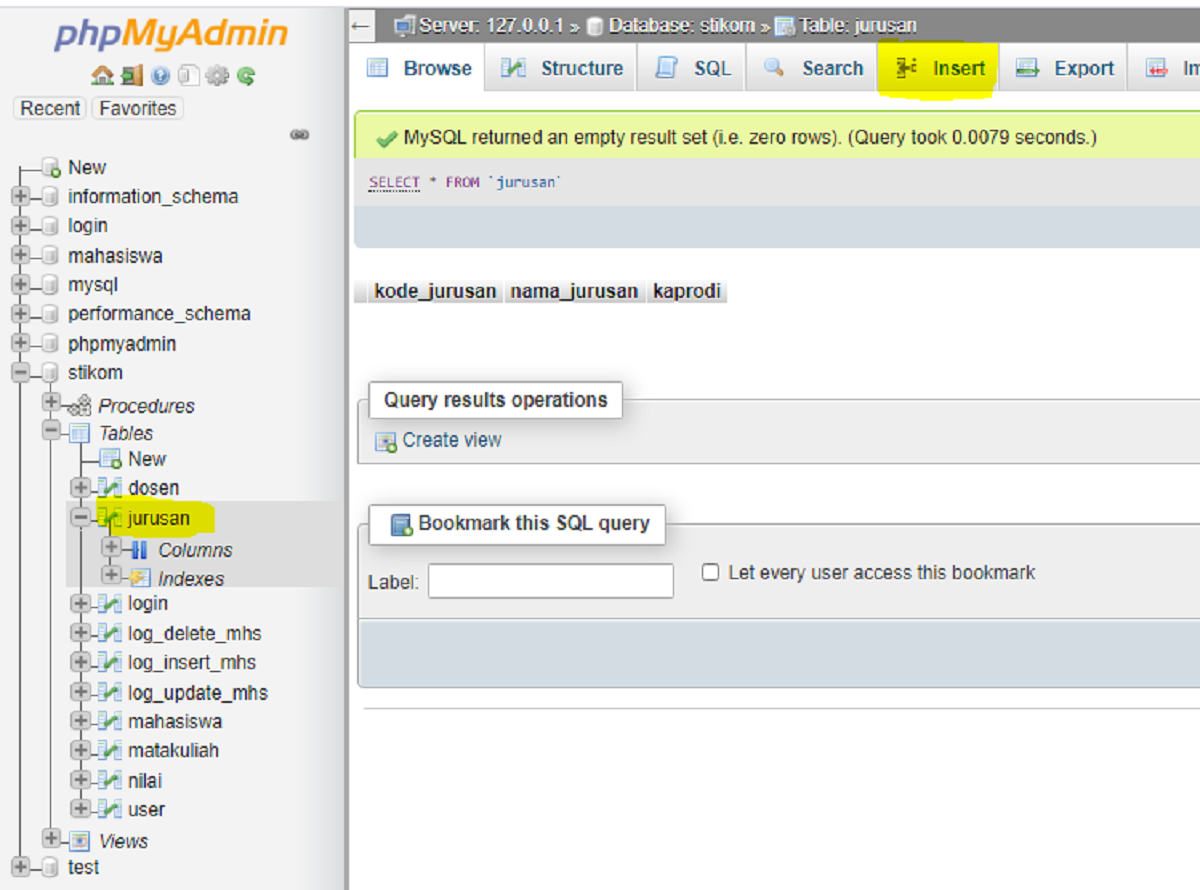 phpMyAdmin
Recent Favorites
New
information_schema
login
mahasiswa
mysql
performance_schema
phpmyadmin
stikom
Procedures
Tables
New
dosen
jurusan
Columns
Indexes
login
log_delete_mhs
log_insert_mhs
log_update_mhs
mahasiswa
matakuliah
nilai
user
Views
test
Server: 127.0.0.1 » Database: stikom » Table: jurusan
Browse Structure SQL Search Insert Export
MySQL returned an empty result set (i.e. zero rows). (Query took 0.0079 seconds.)
SELECT * FROM `jurusan`
kode_jurusan nama_jurusan kaprodi
Query results operations
Create view
Bookmark this SQL query
Label: Let every user access this bookmark